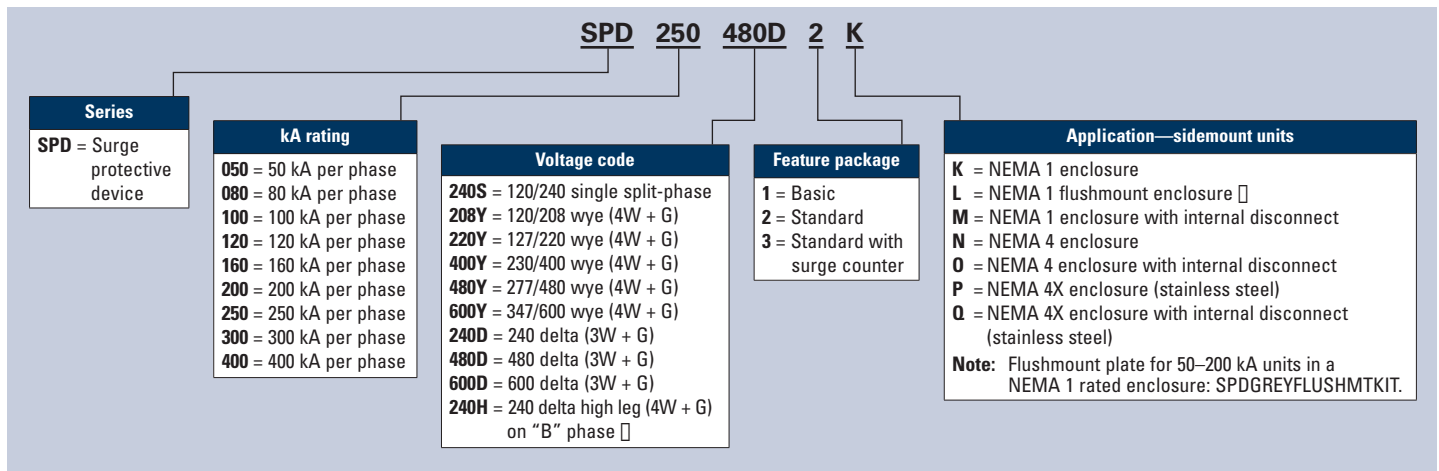 SPD 250 480D 2 K
Series
SPD = Surge
protective
device
kA rating
050 = 50 kA per phase
080 = 80 kA per phase
100 = 100 kA per phase
120 = 120 kA per phase
160 = 160 kA per phase
200 = 200 kA per phase
250 = 250 kA per phase
300 = 300 kA per phase
400 = 400 kA per phase
Voltage code
240S = 120/240 single split-phase
208Y = 120/208 wye (4W + G)
220Y = 127/220 wye (4W + G)
400Y = 230/400 wye (4W + G)
480Y = 277/480 wye (4W + G)
600Y = 347/600 wye (4W + G)
240D = 240 delta (3W + G)
480D = 480 delta (3W + G)
600D = 600 delta (3W + G)
240H = 240 delta high leg (4W + G)
on “B” phase ▯
Feature package
1 = Basic
2 = Standard
3 = Standard with
surge counter
Application—sidemount units
K = NEMA 1 enclosure
L = NEMA 1 flushmount enclosure ▯
M = NEMA 1 enclosure with internal disconnect
N = NEMA 4 enclosure
O = NEMA 4 enclosure with internal disconnect
P = NEMA 4X enclosure (stainless steel)
Q = NEMA 4X enclosure with internal disconnect
(stainless steel)
Note: Flushmount plate for 50–200 kA units in a
NEMA 1 rated enclosure: SPDGREYFLUSHMTKIT.